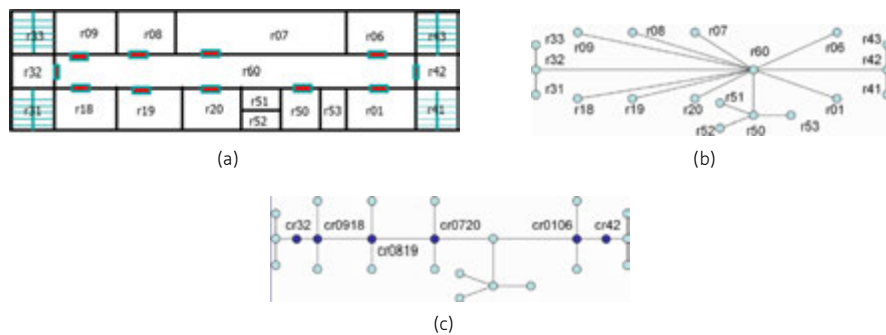 r33 r09 r08 r07 r06 r43
r32 r60 r42
r31 r18 r19 r20 r51 r52 r50 r53 r01 r41
(a)
r33 r09 r08 r07 r60 r06 r43
r32 r42
r31 r18 r19 r20 r51 r01 r41
r52 r50 r53
(b)
cr32 cr0918 cr0720 cr0106 cr42
cr0819
(c)